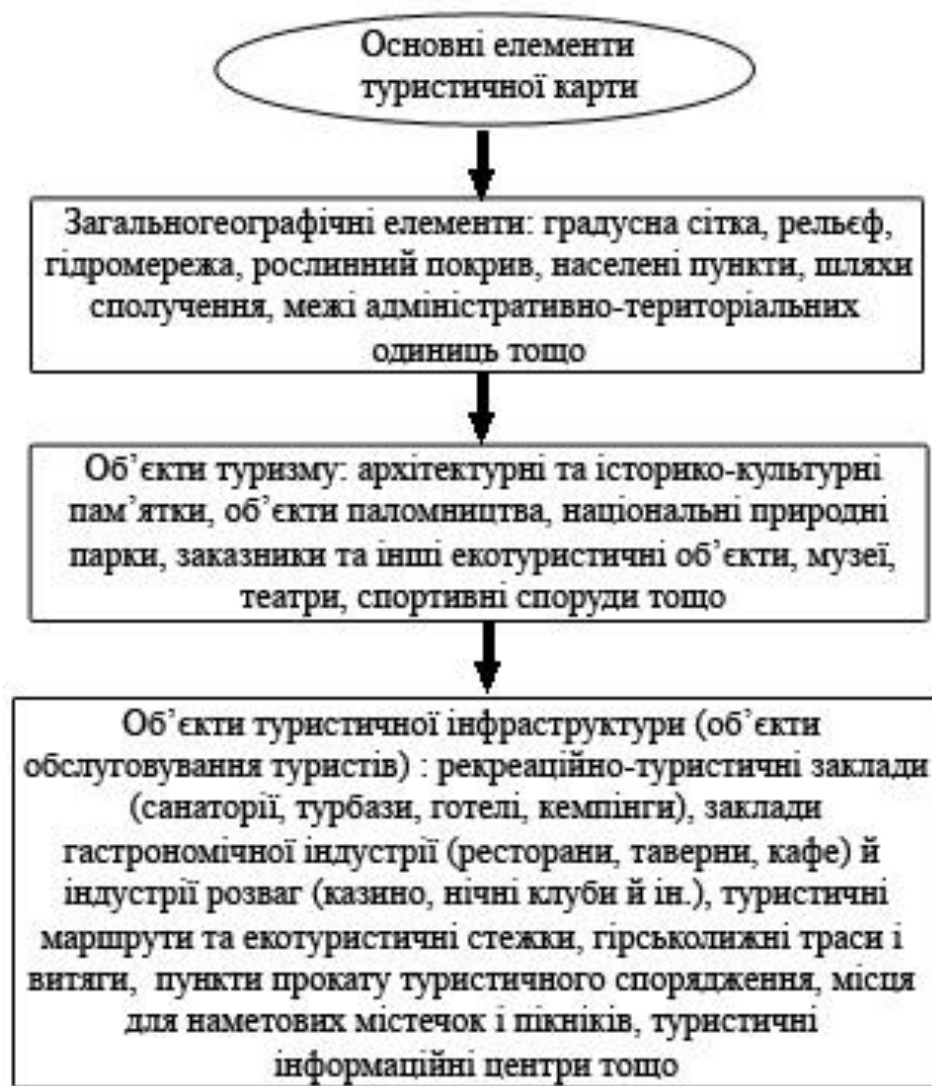 Основні елементи
туристичної карти
Загальногеографічні елементи: градусна сітка, рельєф,
гідромережа, рослинний покрив, населені пункти, шляхи
сполучення, межі адміністративно-територіальних
одиниць тощо
Об’єкти туризму: архітектурні та історико-культурні
пам’ятки, об’єкти паломництва, національні природні
парки, заказники та інші екотуристичні об’єкти, музеї,
театри, спортивні споруди тощо
Об’єкти туристичної інфраструктури (об’єкти
обслуговування туристів) : рекреаційно-туристичні заклади
(санаторії, турбази, готелі, кемпінги), заклади
гастрономічної індустрії (ресторани, таверни, кафе) й
індустрії розваг (казино, нічні клуби й ін.), туристичні
маршрути та екотуристичні стежки, гірськолижні траси і
витяги, пункти прокату туристичного спорядження, місця
для наметових містечок і пікніків, туристичні
інформаційні центри тощо